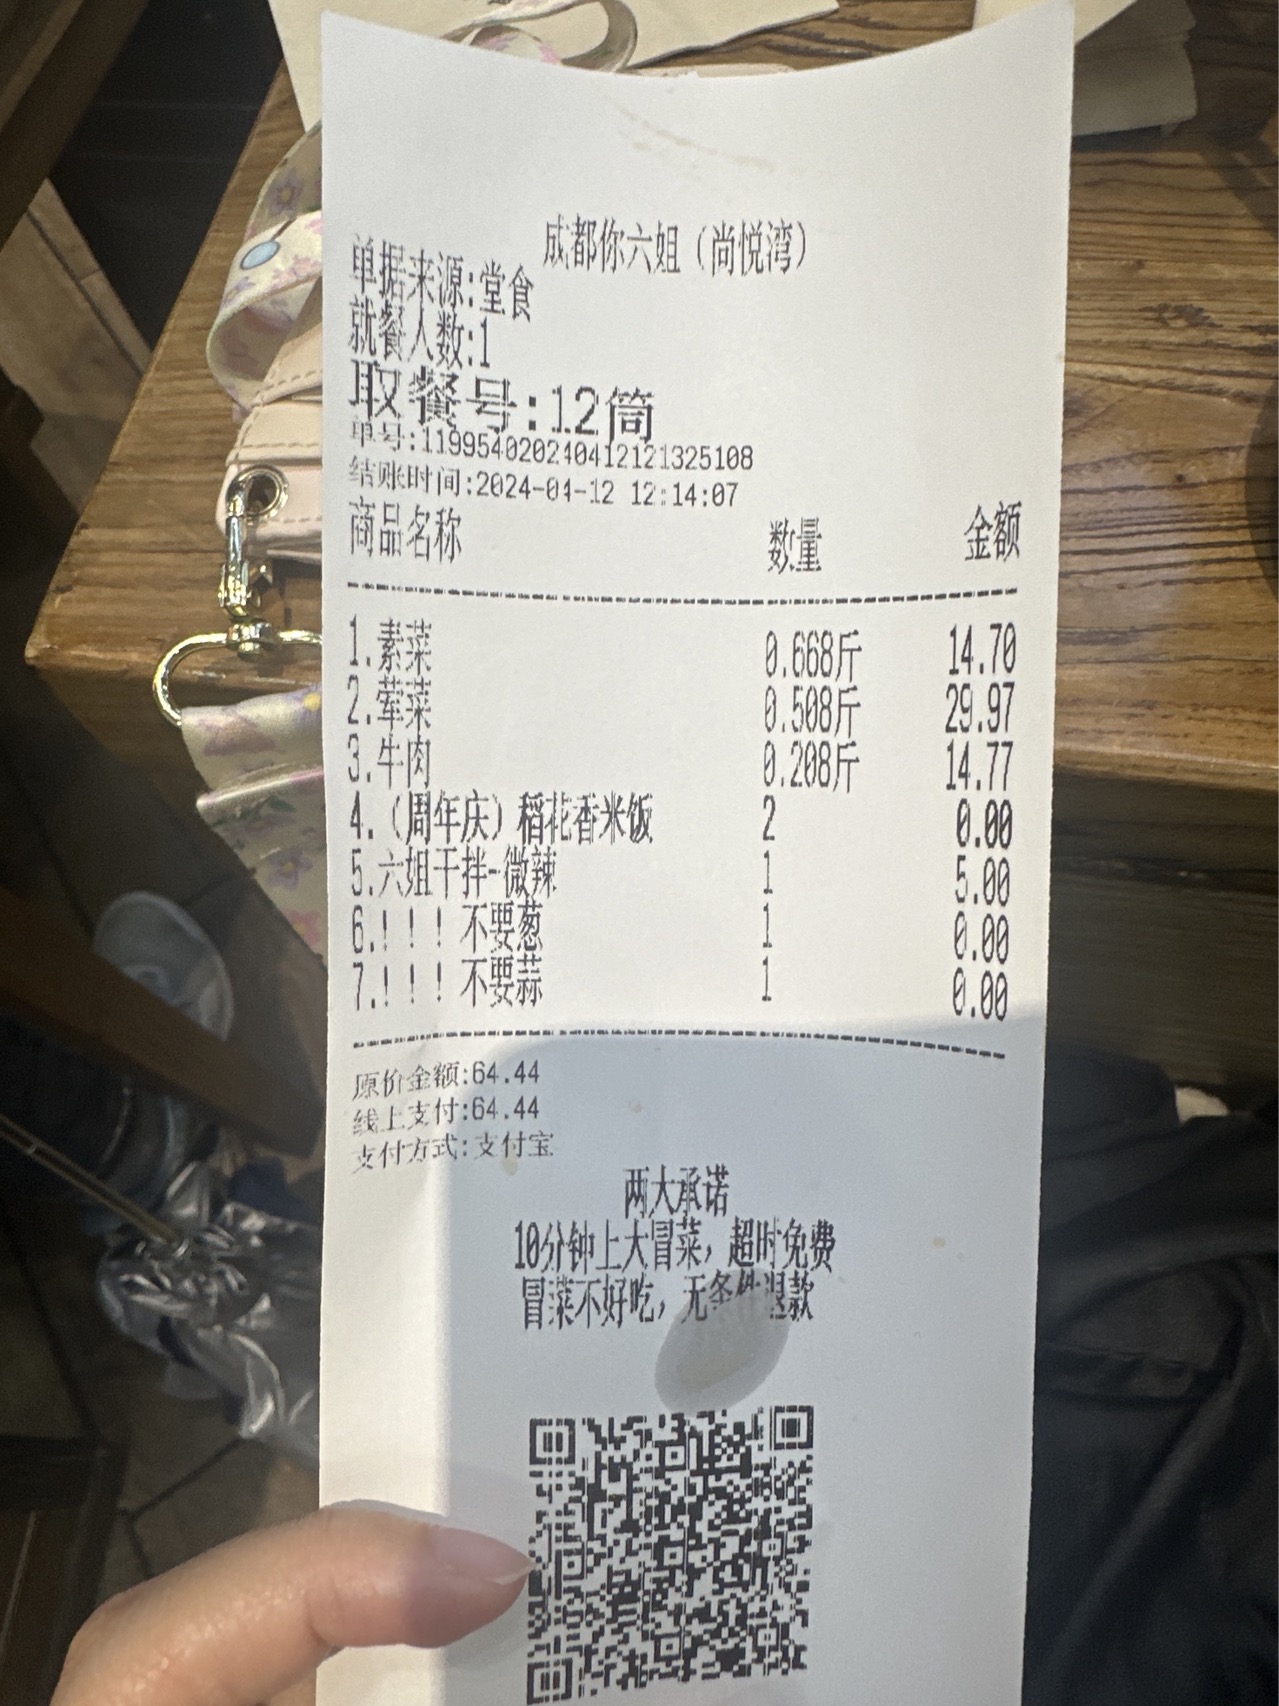 成都你六姐（尚悦湾）
单据来源:堂食
就餐人数:1
取餐号:12筒
单号:11995402024041212​1325108
结账时间:2024-04-12 12:14:07
商品名称 数量 金额
1.素菜 0.668斤 14.70
2.荤菜 0.508斤 29.97
3.牛肉 0.208斤 14.77
4.（周年庆）稻花香米饭 2 0.00
5.六姐干拌-微辣 1 5.00
6.！！！不要葱 1 0.00
7.！！！不要蒜 1 0.00
原价金额:64.44
线上支付:64.44
支付方式:支付宝
两大承诺
10分钟上大冒菜，超时免费
冒菜不好吃，无条件退款